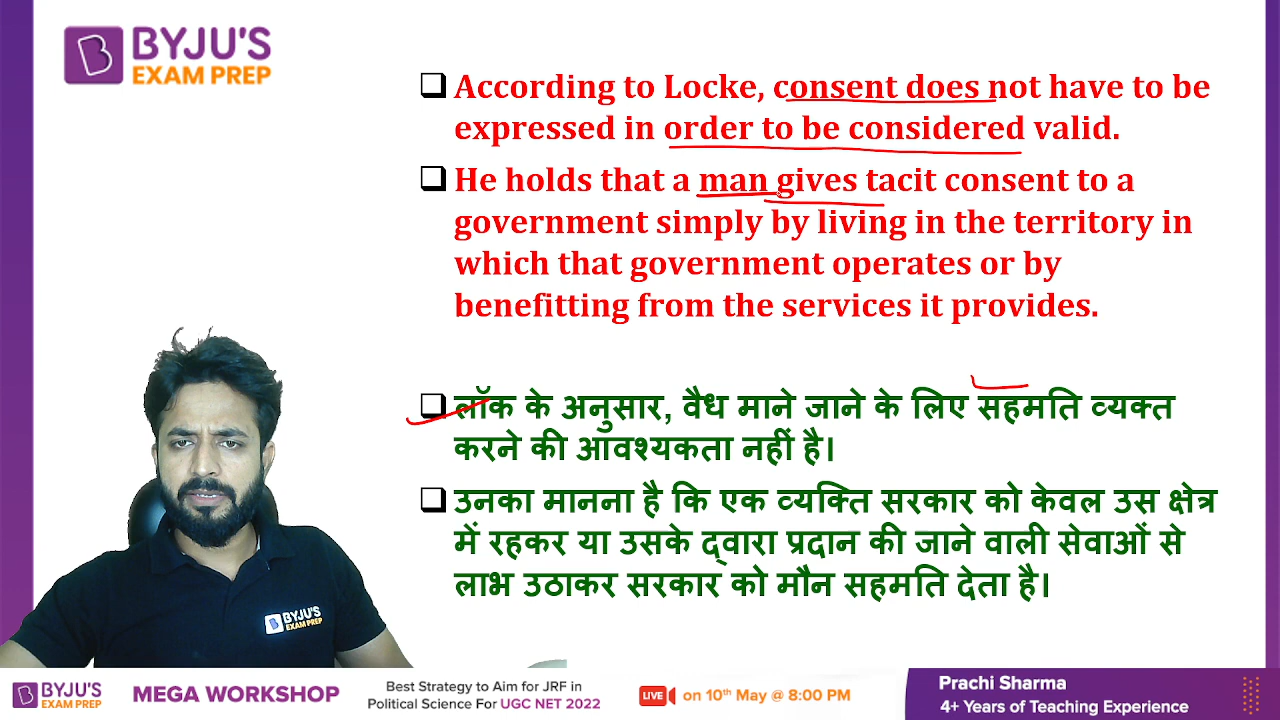 BYJU'S
EXAM PREP
According to Locke, consent does not have to be
expressed in order to be considered valid.
He holds that a man gives tacit consent to a
government simply by living in the territory in
which that government operates or by
benefitting from the services it provides.
लॉक के अनुसार, वैध माने जाने के लिए सहमति व्यक्त
करने की आवश्यकता नहीं है।
उनका मानना है कि एक व्यक्ति सरकार को केवल उस क्षेत्र
में रहकर या उसके द्वारा प्रदान की जाने वाली सेवाओं से
लाभ उठाकर सरकार को मौन सहमति देता है।
BYJU'S
EXAM PREP
BYJU'S
EXAM PREP
MEGA WORKSHOP
Best Strategy to Aim for JRF in
Political Science For UGC NET 2022
LIVE on 10th May @ 8:00 PM
Prachi Sharma
4+ Years of Teaching Experience